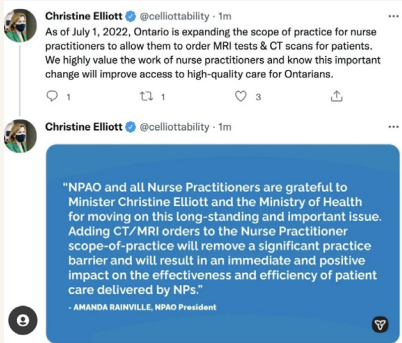 Christine Elliott @celliottability · 1m
As of July 1, 2022, Ontario is expanding the scope of practice for nurse
practitioners to allow them to order MRI tests & CT scans for patients.
We highly value the work of nurse practitioners and know this important
change will improve access to high-quality care for Ontarians.
1 1 3
Christine Elliott @celliottability · 1m
“NPAO and all Nurse Practitioners are grateful to
Minister Christine Elliott and the Ministry of Health
for moving on this long-standing and important issue.
Adding CT/MRI orders to the Nurse Practitioner
scope-of-practice will remove a significant practice
barrier and will result in an immediate and positive
impact on the effectiveness and efficiency of patient
care delivered by NPs.”
- AMANDA RAINVILLE, NPAO President